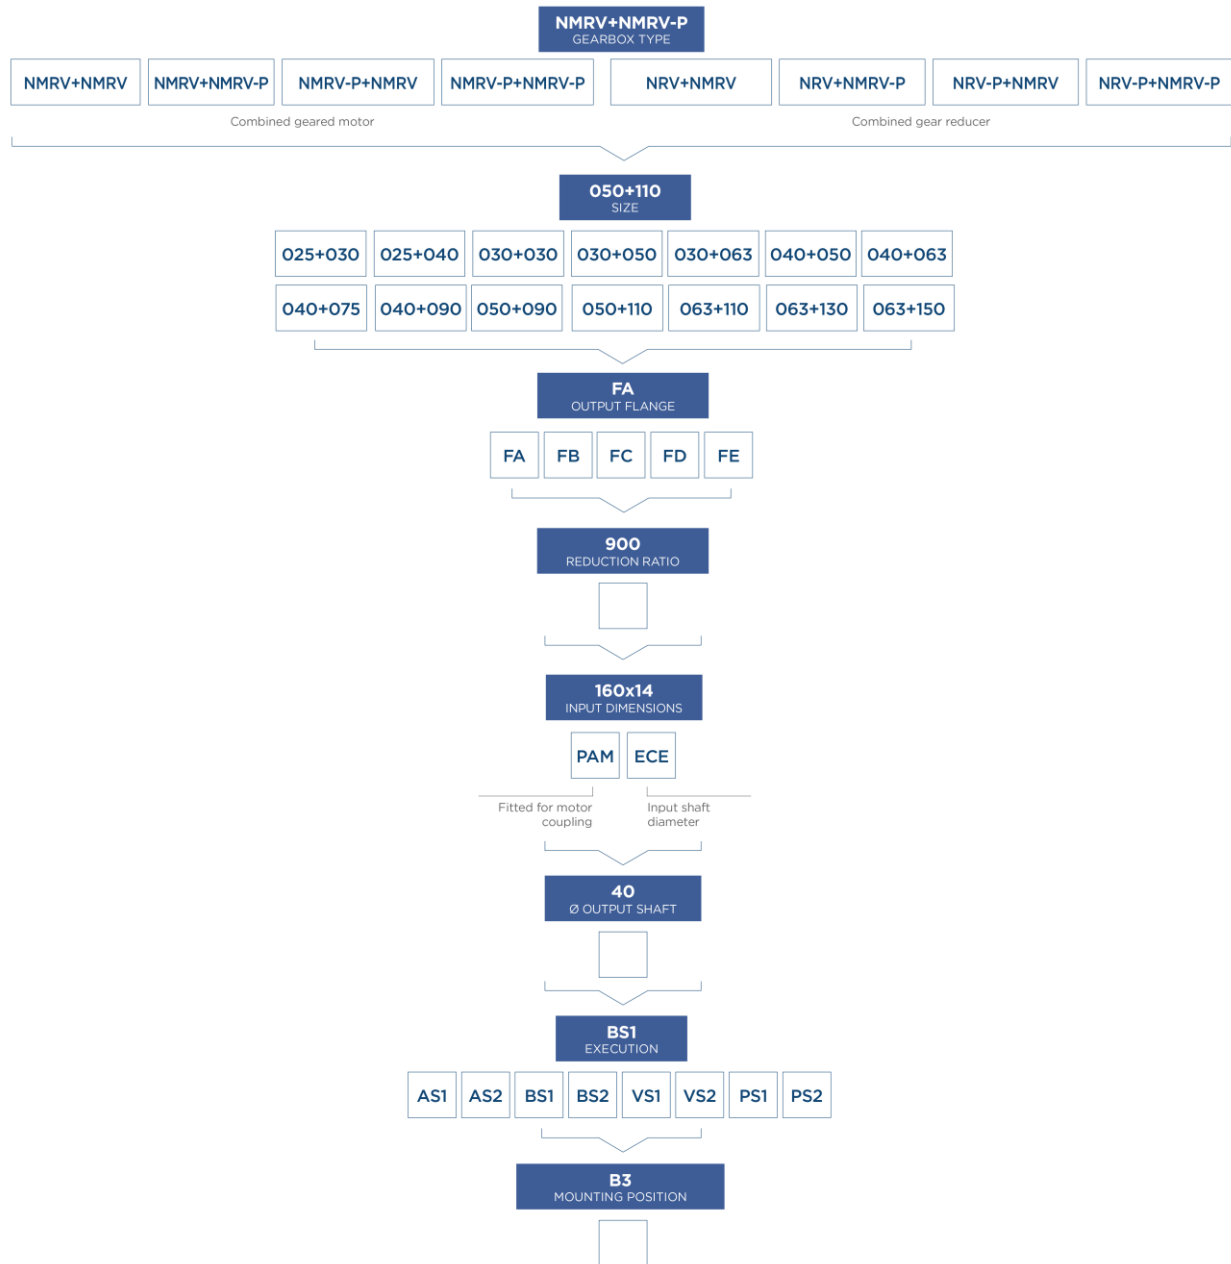 NMRV+NMRV-P
GEARBOX TYPE
NMRV+NMRV NMRV+NMRV-P NMRV-P+NMRV NMRV-P+NMRV-P NRV+NMRV NRV+NMRV-P NRV-P+NMRV NRV-P+NMRV-P
Combined geared motor Combined gear reducer
050+110
SIZE
025+030 025+040 030+030 030+050 030+063 040+050 040+063
040+075 040+090 050+090 050+110 063+110 063+130 063+150
FA
OUTPUT FLANGE
FA FB FC FD FE
900
REDUCTION RATIO
160x14
INPUT DIMENSIONS
PAM ECE
Fitted for motor
coupling
Input shaft
diameter
40
Ø OUTPUT SHAFT
BS1
EXECUTION
AS1 AS2 BS1 BS2 VS1 VS2 PS1 PS2
B3
MOUNTING POSITION